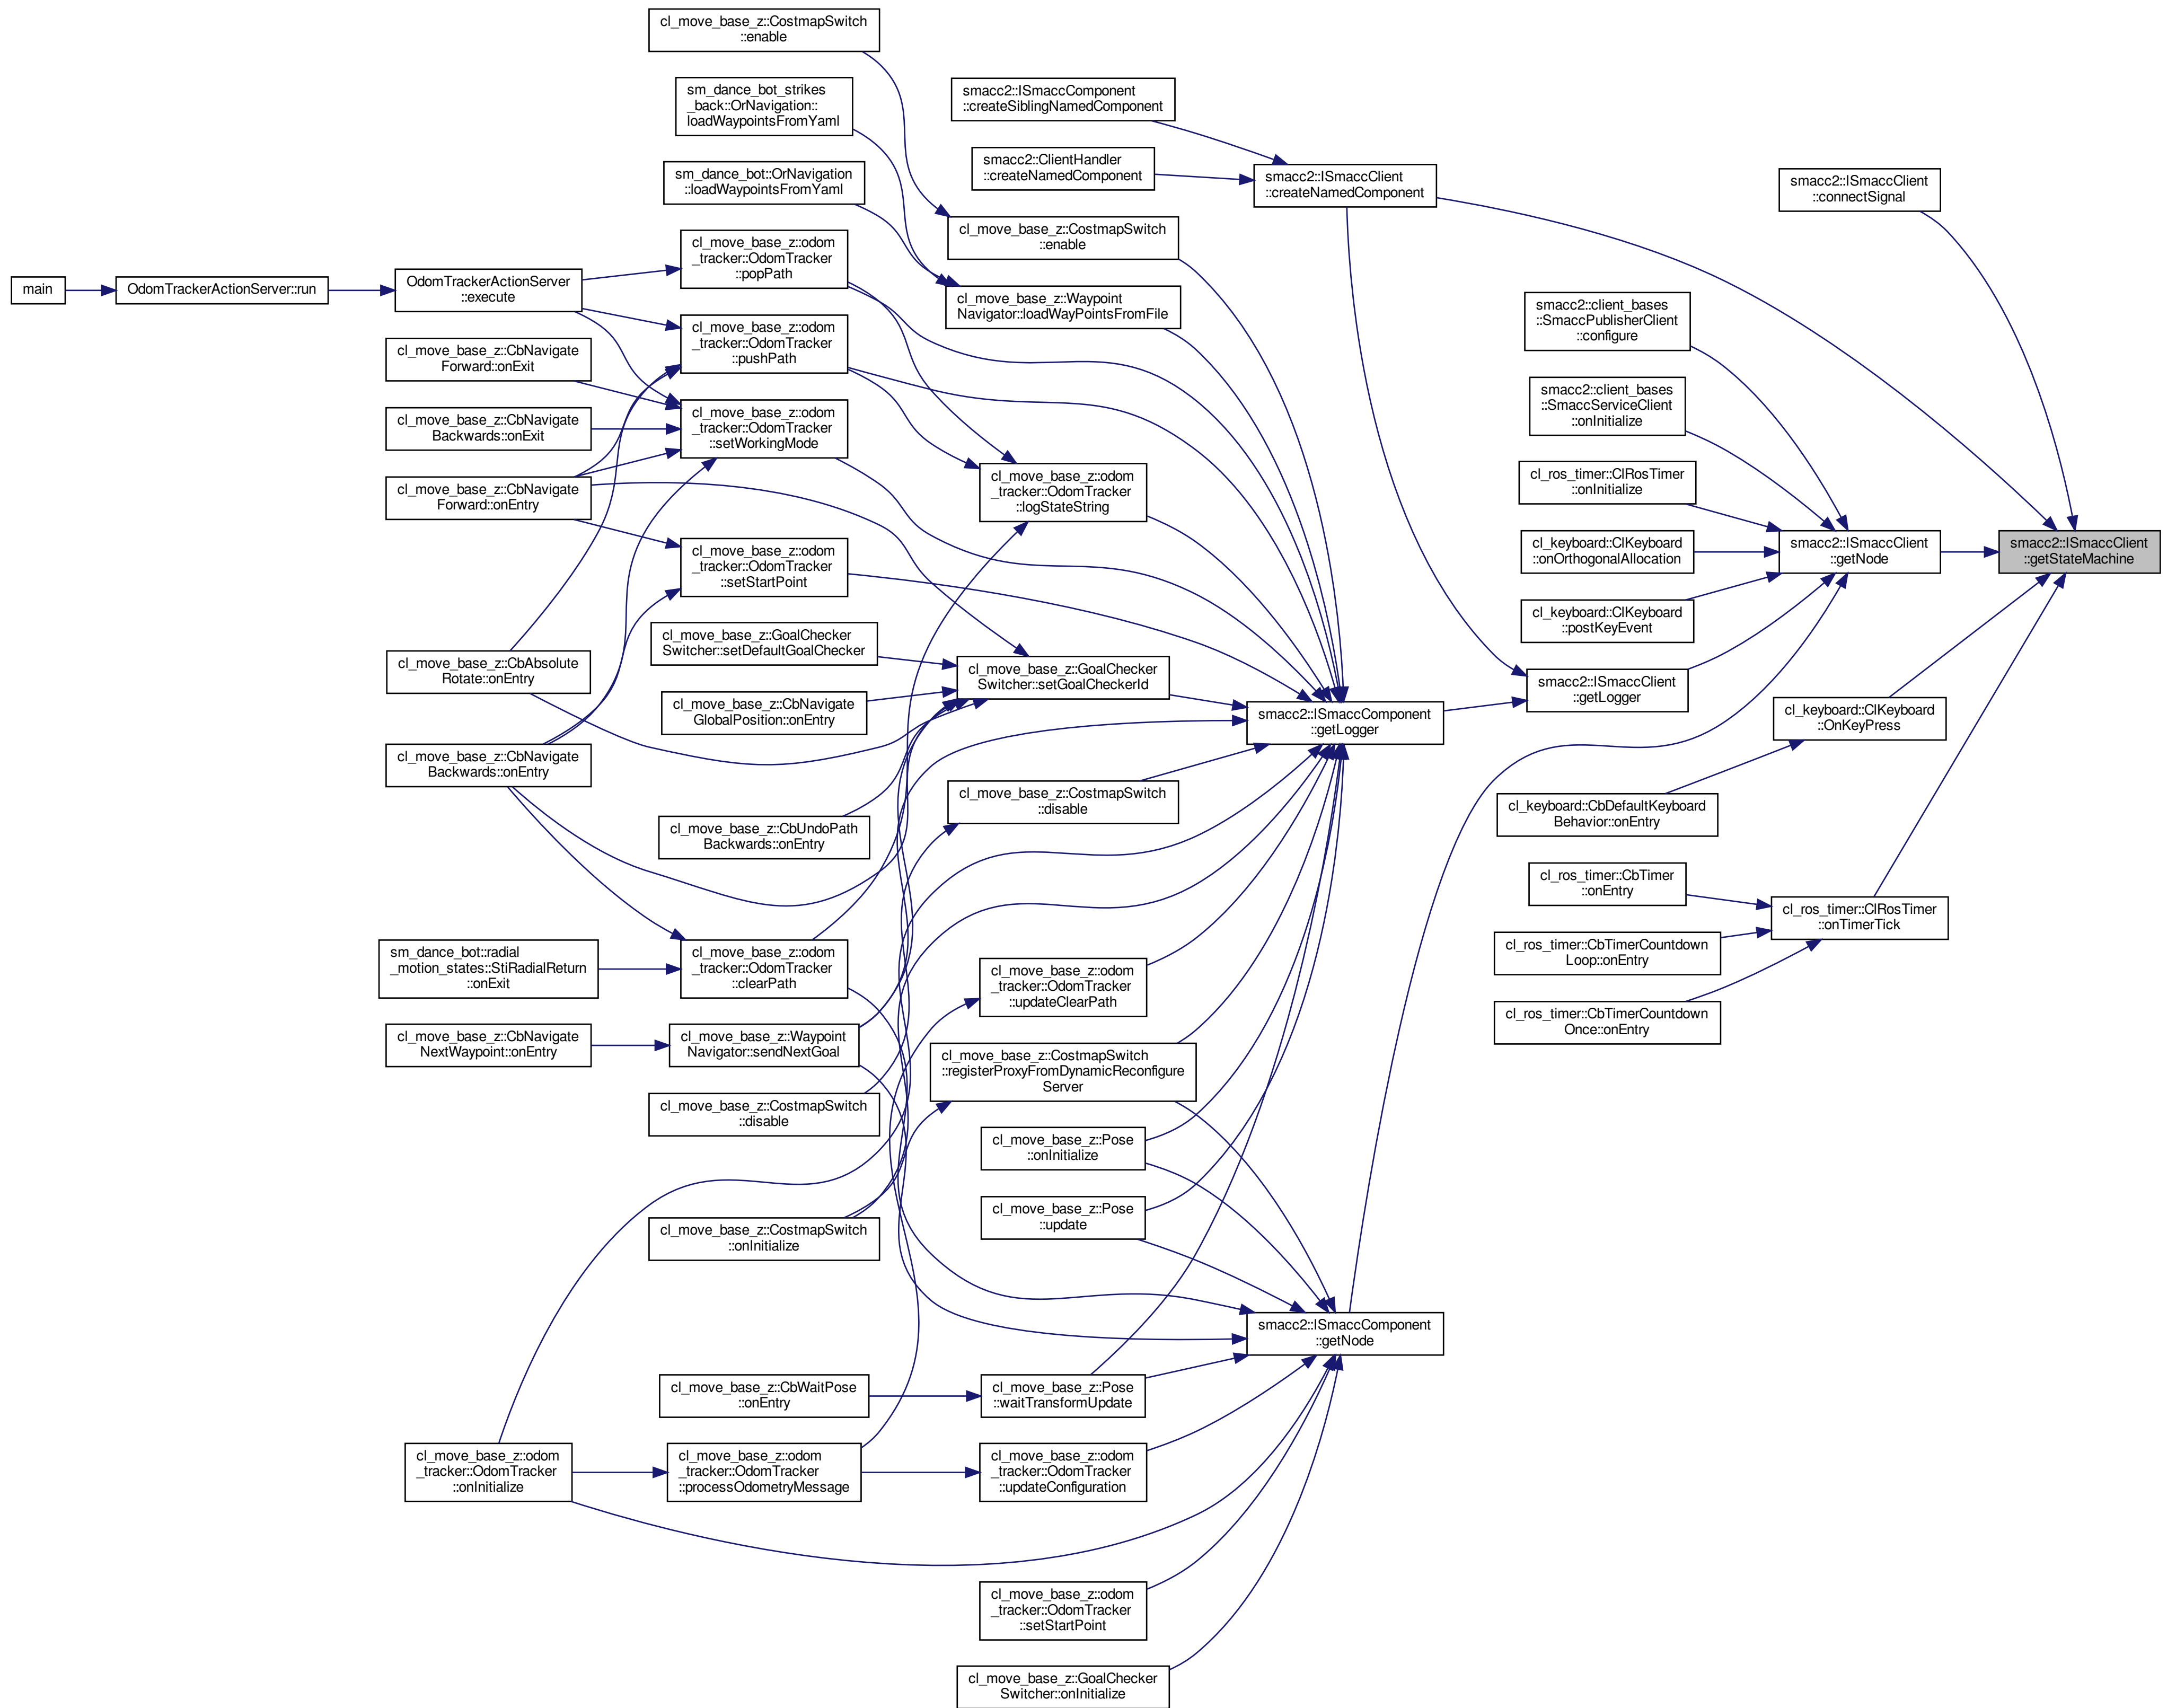 main
OdomTrackerActionServer::run
OdomTrackerActionServer
::execute
cl_move_base_z::CbNavigate
Forward::onExit
cl_move_base_z::CbNavigate
Backwards::onExit
cl_move_base_z::CbNavigate
Forward::onEntry
cl_move_base_z::CbAbsolute
Rotate::onEntry
cl_move_base_z::CbNavigate
Backwards::onEntry
sm_dance_bot::radial
_motion_states::StiRadialReturn
::onExit
cl_move_base_z::CbNavigate
NextWaypoint::onEntry
cl_move_base_z::odom
_tracker::OdomTracker
::onInitialize
cl_move_base_z::CostmapSwitch
::enable
sm_dance_bot_strikes
_back::OrNavigation::
loadWaypointsFromYaml
sm_dance_bot::OrNavigation
::loadWaypointsFromYaml
cl_move_base_z::odom
_tracker::OdomTracker
::popPath
cl_move_base_z::odom
_tracker::OdomTracker
::pushPath
cl_move_base_z::odom
_tracker::OdomTracker
::setWorkingMode
cl_move_base_z::odom
_tracker::OdomTracker
::setStartPoint
cl_move_base_z::GoalChecker
Switcher::setDefaultGoalChecker
cl_move_base_z::CbNavigate
GlobalPosition::onEntry
cl_move_base_z::CbUndoPath
Backwards::onEntry
cl_move_base_z::odom
_tracker::OdomTracker
::clearPath
cl_move_base_z::Waypoint
Navigator::sendNextGoal
cl_move_base_z::CostmapSwitch
::disable
cl_move_base_z::CostmapSwitch
::onInitialize
cl_move_base_z::CbWaitPose
::onEntry
cl_move_base_z::odom
_tracker::OdomTracker
::processOdometryMessage
smacc2::ISmaccComponent
::createSiblingNamedComponent
smacc2::ClientHandler
::createNamedComponent
cl_move_base_z::CostmapSwitch
::enable
cl_move_base_z::Waypoint
Navigator::loadWayPointsFromFile
cl_move_base_z::odom
_tracker::OdomTracker
::logStateString
cl_move_base_z::GoalChecker
Switcher::setGoalCheckerId
cl_move_base_z::CostmapSwitch
::disable
cl_move_base_z::odom
_tracker::OdomTracker
::updateClearPath
cl_move_base_z::CostmapSwitch
::registerProxyFromDynamicReconfigure
Server
cl_move_base_z::Pose
::onInitialize
cl_move_base_z::Pose
::update
cl_move_base_z::Pose
::waitTransformUpdate
cl_move_base_z::odom
_tracker::OdomTracker
::updateConfiguration
cl_move_base_z::odom
_tracker::OdomTracker
::setStartPoint
cl_move_base_z::GoalChecker
Switcher::onInitialize
smacc2::ISmaccClient
::createNamedComponent
smacc2::ISmaccComponent
::getLogger
smacc2::ISmaccComponent
::getNode
smacc2::client_bases
::SmaccPublisherClient
::configure
smacc2::client_bases
::SmaccServiceClient
::onInitialize
cl_ros_timer::ClRosTimer
::onInitialize
cl_keyboard::ClKeyboard
::onOrthogonalAllocation
cl_keyboard::ClKeyboard
::postKeyEvent
smacc2::ISmaccClient
::getLogger
cl_keyboard::CbDefaultKeyboard
Behavior::onEntry
cl_ros_timer::CbTimer
::onEntry
cl_ros_timer::CbTimerCountdown
Loop::onEntry
cl_ros_timer::CbTimerCountdown
Once::onEntry
smacc2::ISmaccClient
::connectSignal
smacc2::ISmaccClient
::getNode
cl_keyboard::ClKeyboard
::OnKeyPress
cl_ros_timer::ClRosTimer
::onTimerTick
smacc2::ISmaccClient
::getStateMachine